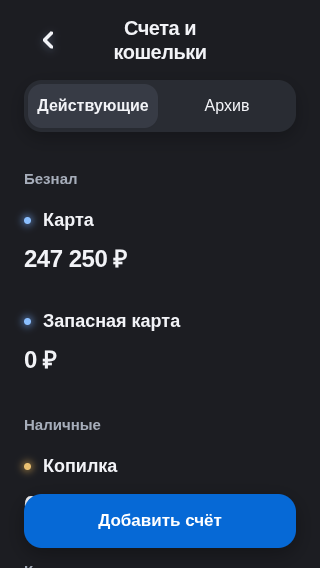 Счета и
кошельки
Действующие
Архив
Безнал
Карта
247 250 ₽
Запасная карта
0 ₽
Наличные
Копилка
Добавить счёт